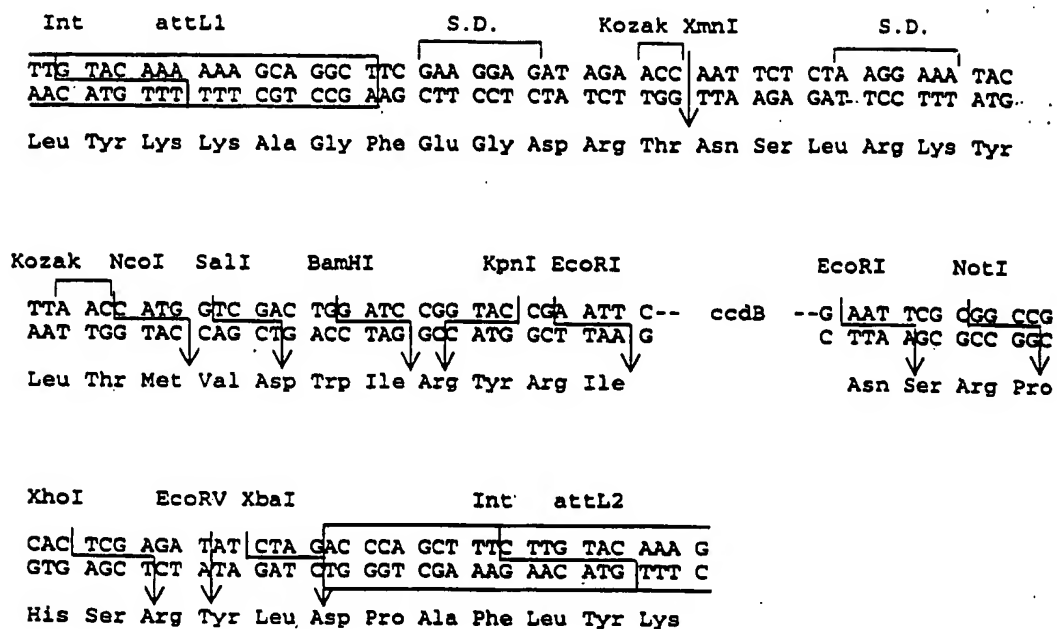 Int attL1 S.D. Kozak XmnI S.D.
TTG TAC AAA AAA GCA GGC TTC GAA GGA GAT AGA ACC AAT TCT CTA AGG AAA TAC
AAC ATG TTT TTT CGT CCG AAG CTT CCT CTA TCT TGG TTA AGA GAT-- TCC TTT ATG
Leu Tyr Lys Lys Ala Gly Phe Glu Gly Asp Arg Thr Asn Ser Leu Arg Lys Tyr
Kozak NcoI SalI BamHI KpnI EcoRI EcoRI NotI
TTA ACC ATG GTC GAC TGG ATC CGG TAC CGA ATT C-- ccdB --G AAT TCG CGG CCG
AAT TGG TAC CAG CTG ACC TAG GCC ATG GCT TAA G C TTA AGC GCC GGC
Leu Thr Met Val Asp Trp Ile Arg Tyr Arg Ile Asn Ser Arg Pro
XhoI EcoRV XbaI Int attL2
CAC TCG AGA TAT CTAG ACC CAGCT TTC TTG TAC AAA G
GTG AGC TCT ATA GAT CTG GGT CGA AAG AAC ATG TTT C
His Ser Arg Tyr Leu Asp Pro Ala Phe Leu Tyr Lys